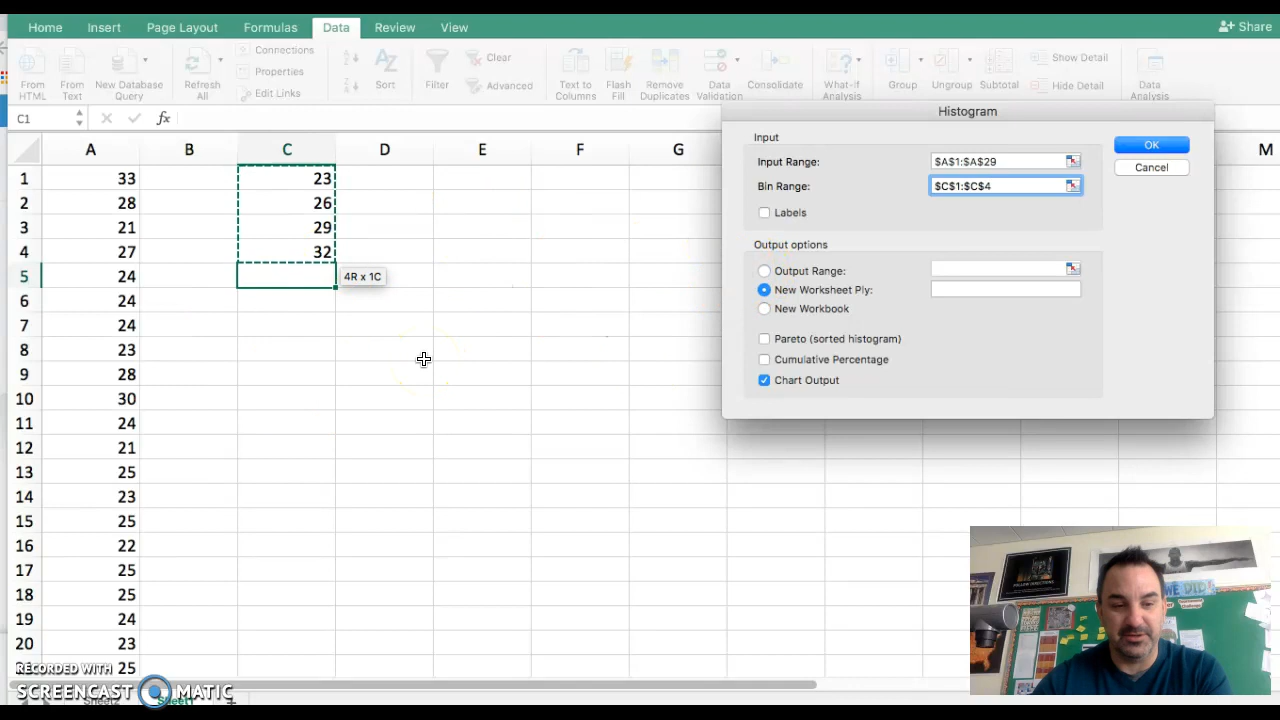 Home Insert Page Layout Formulas Data Review View Share
From HTML
From Text
New Database Query
Refresh All
Connections
Properties
Edit Links
Sort
Filter
Clear
Advanced
Text to Columns
Flash Fill
Remove Duplicates
Data Validation
Consolidate
What-If Analysis
Group
Ungroup
Subtotal
Show Detail
Hide Detail
Data Analysis
C1 fx
A B C D E F G M
1 33 23
2 28 26
3 21 29
4 27 32
5 24
4R x 1C
6 24
7 24
8 23
9 28
10 30
11 24
12 21
13 25
14 23
15 25
16 22
17 25
18 25
19 24
20 23
25
Histogram
Input
Input Range: $A$1:$A$29
Bin Range: $C$1:$C$4
Labels
OK
Cancel
Output options
Output Range:
New Worksheet Ply:
New Workbook
Pareto (sorted histogram)
Cumulative Percentage
Chart Output
FOLLOW DIRECTIONS
WE DID!
RECORDED WITH
SCREENCAST MATIC
Sheet2 Sheet1 +